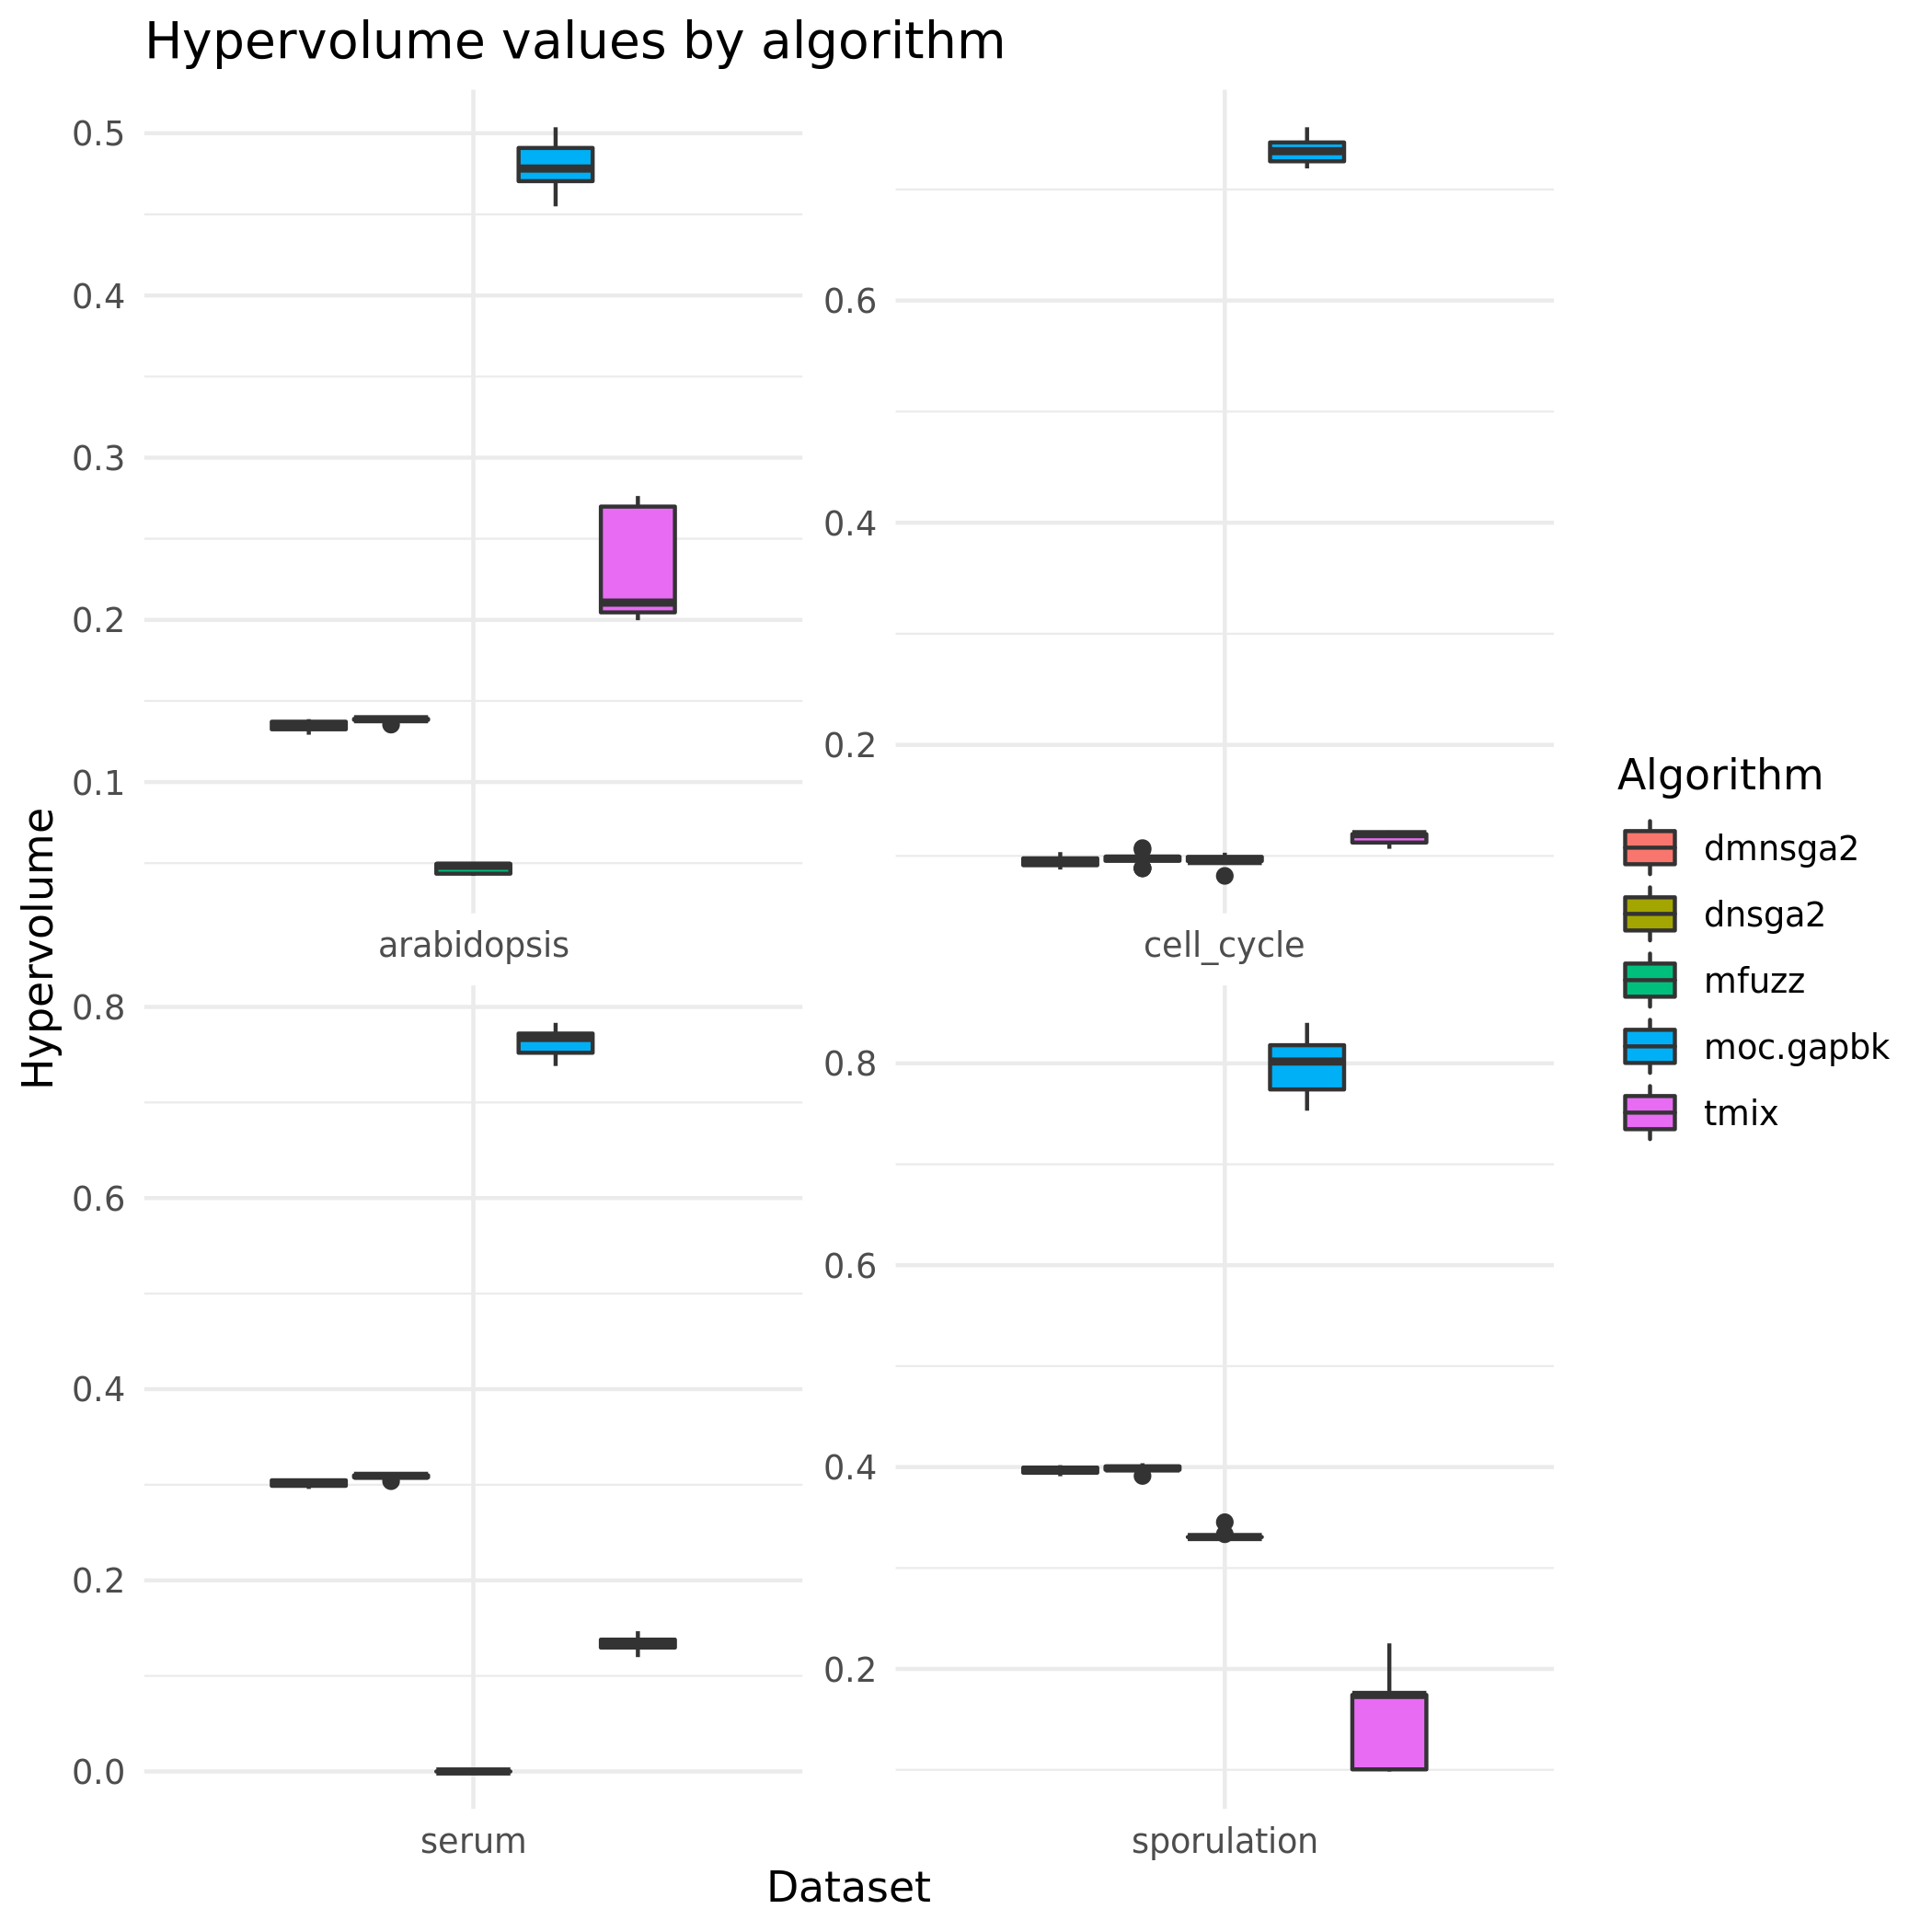 Hypervolume values by algorithm
Hypervolume
0.5
0.4
0.3
0.2
0.1
arabidopsis
0.6
0.4
0.2
cell_cycle
0.8
0.6
0.4
0.2
0.0
serum
0.8
0.6
0.4
0.2
sporulation
Dataset
Algorithm
dmnsga2
dnsga2
mfuzz
moc.gapbk
tmix